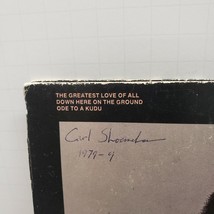 THE GREATEST LOVE OF ALL
DOWN HERE ON THE GROUND
ODE TO A KUDU
Carl Shoemaker
1979-4